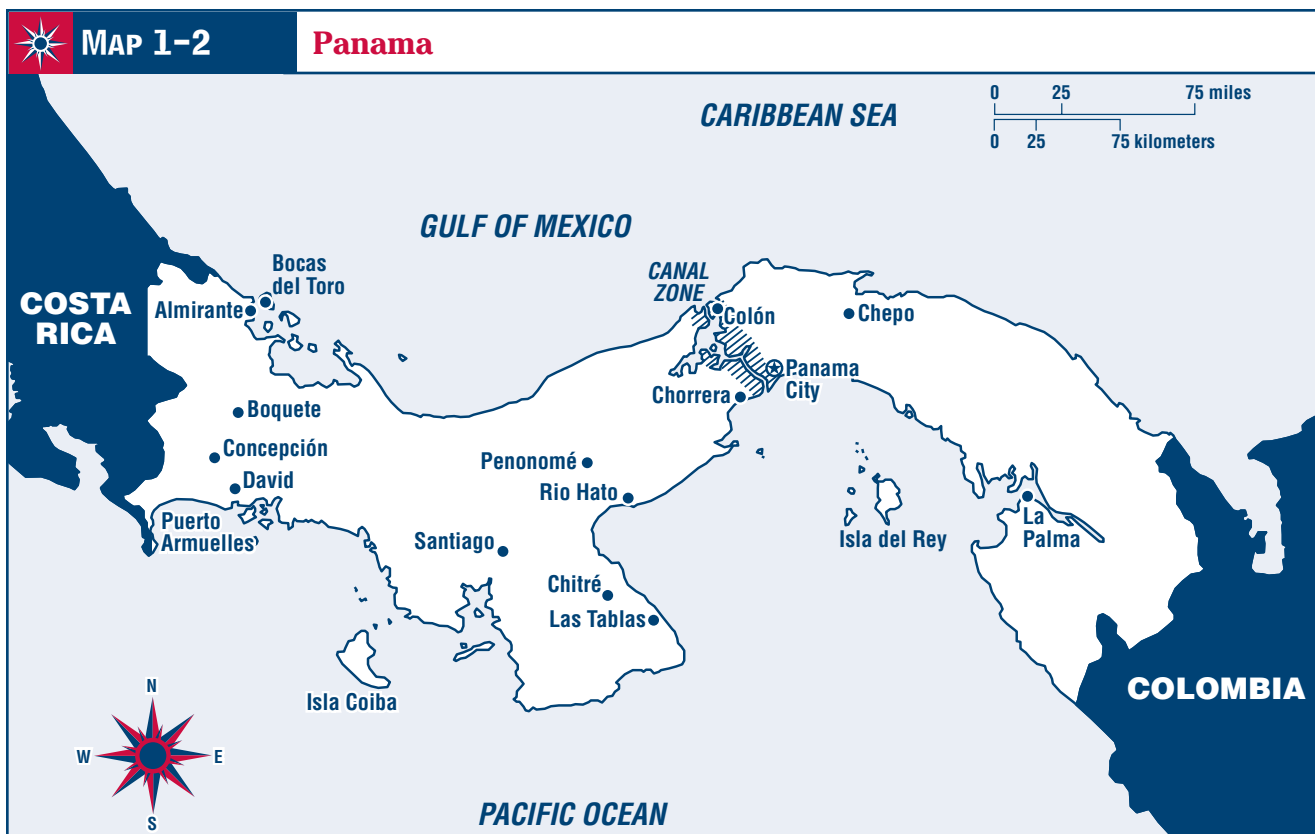 MAP 1-2
Panama
0 25 75 miles
0 25 75 kilometers
CARIBBEAN SEA
GULF OF MEXICO
CANAL
ZONE
COSTA
RICA
Bocas
del Toro
Almirante
Colón
Chepo
Panama
City
Chorrera
Boquete
Concepción
David
Penonomé
Rio Hato
Puerto
Armuelles
Santiago
Isla del Rey
La
Palma
Chitré
Las Tablas
Isla Coiba
COLOMBIA
N
W
E
S
PACIFIC OCEAN